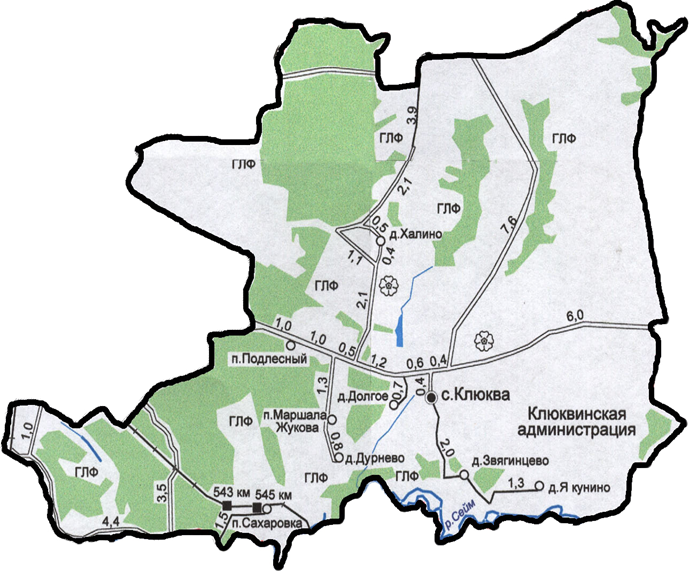 3,9
ГЛФ
ГЛФ
ГЛФ
2,1
ГЛФ
0,5
д.Халино
7,6
1,1
0,4
ГЛФ
2,1
6,0
1,0
1,0
0,5
1,2
0,6
0,4
п.Подлесный
1,3
д.Долгое
0,7
0,4
с.Клюква
п.Маршала
Жукова
Клюквинская
администрация
ГЛФ
1,0
0,8
д.Дурнево
2,0
д.Звягинцево
ГЛФ
ГЛФ
ГЛФ
3,5
543 км
545 км
1,3
д.Я кунино
п.Сахаровка
4,4
1,5
р.Сейм